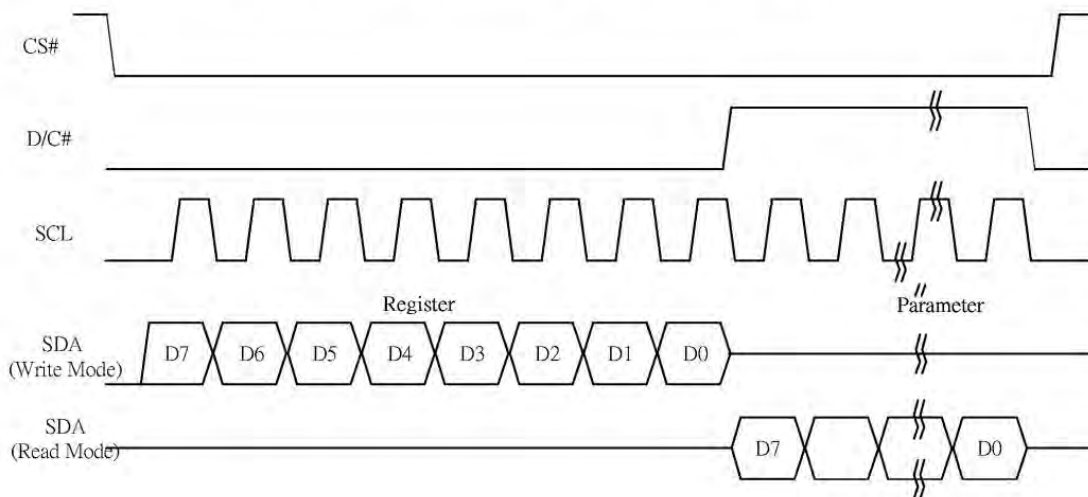 CS#
D/C#
SCL
Register
Parameter
SDA
(Write Mode)
D7
D6
D5
D4
D3
D2
D1
D0
SDA
(Read Mode)
D7
D0